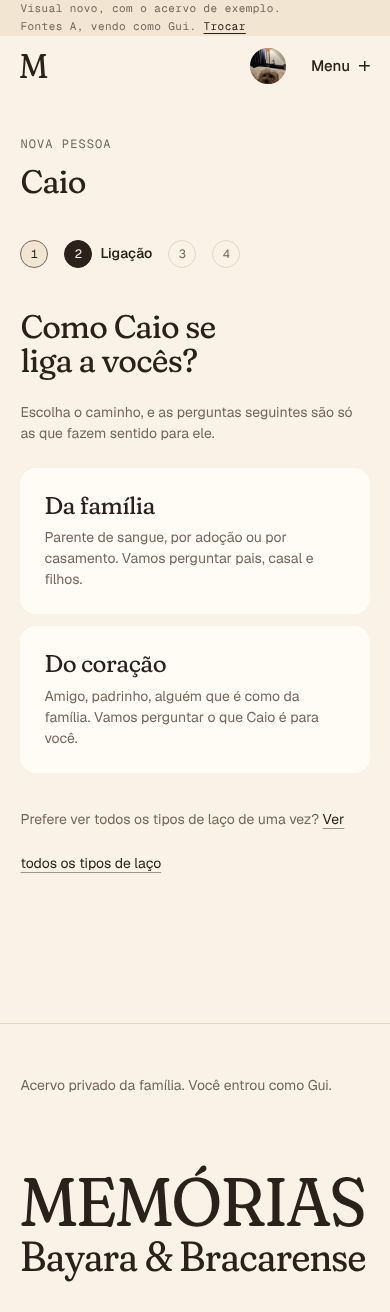 Visual novo, com o acervo de exemplo.
Fontes A, vendo como Gui. Trocar
M
Menu +
NOVA PESSOA
Caio
1 2 Ligação 3 4
Como Caio se
liga a vocês?
Escolha o caminho, e as perguntas seguintes são só
as que fazem sentido para ele.
Da família
Parente de sangue, por adoção ou por
casamento. Vamos perguntar pais, casal e
filhos.
Do coração
Amigo, padrinho, alguém que é como da
família. Vamos perguntar o que Caio é para
você.
Prefere ver todos os tipos de laço de uma vez? Ver
todos os tipos de laço
Acervo privado da família. Você entrou como Gui.
MEMÓRIAS
Bayara & Bracarense